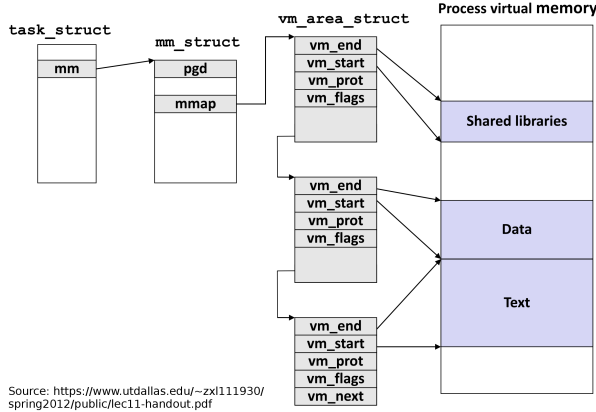 task_struct
mm
mm_struct
pgd
mmap
vm_area_struct
vm_end
vm_start
vm_prot
vm_flags
vm_end
vm_start
vm_prot
vm_flags
vm_end
vm_start
vm_prot
vm_flags
vm_next
Process virtual memory
Shared libraries
Data
Text
Source: https://www.utdallas.edu/~zxl111930/
spring2012/public/lec11-handout.pdf